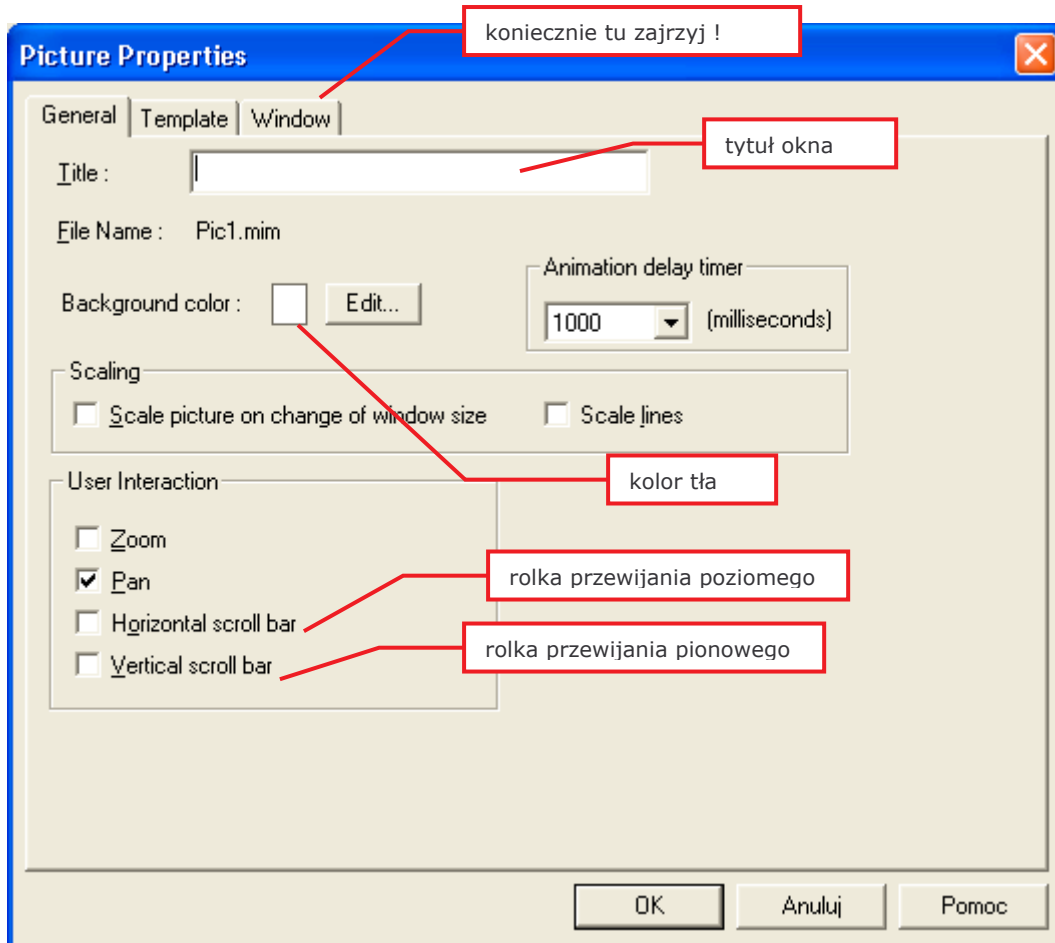 koniecznie tu zajrzyj !
Picture Properties
General Template Window
tytuł okna
Title :
File Name : Pic1.mim
Animation delay timer
Background color : Edit...
1000 (milliseconds)
Scaling
Scale picture on change of window size Scale lines
kolor tła
User Interaction
Zoom
Pan
rolka przewijania poziomego
Horizontal scroll bar
rolka przewijania pionowego
Vertical scroll bar
OK Anuluj Pomoc